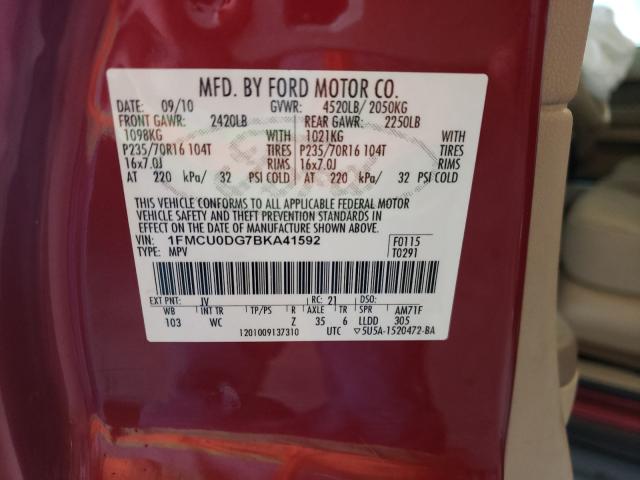 MFD. BY FORD MOTOR CO.
DATE: 09/10 GVWR: 4520LB/ 2050KG
FRONT GAWR: 2420LB REAR GAWR: 2250LB
1098KG WITH 1021KG WITH
P235/70R16 104T TIRES P235/70R16 104T TIRES
16x7.0J RIMS 16x7.0J RIMS
AT 220 kPa/ 32 PSI COLD AT 220 kPa/ 32 PSI COLD
THIS VEHICLE CONFORMS TO ALL APPLICABLE FEDERAL MOTOR
VEHICLE SAFETY AND THEFT PREVENTION STANDARDS IN
EFFECT ON THE DATE OF MANUFACTURE SHOWN ABOVE.
VIN: 1FMCU0DG7BKA41592 F0115
TYPE: MPV T0291
EXT PNT: JV RC: 21 DSO:
WB INT TR TP/PS R AXLE TR SPR AM71F
103 WC Z 35 6 LLDD 305
1201009137310 UTC ▽5U5A-1520472-BA